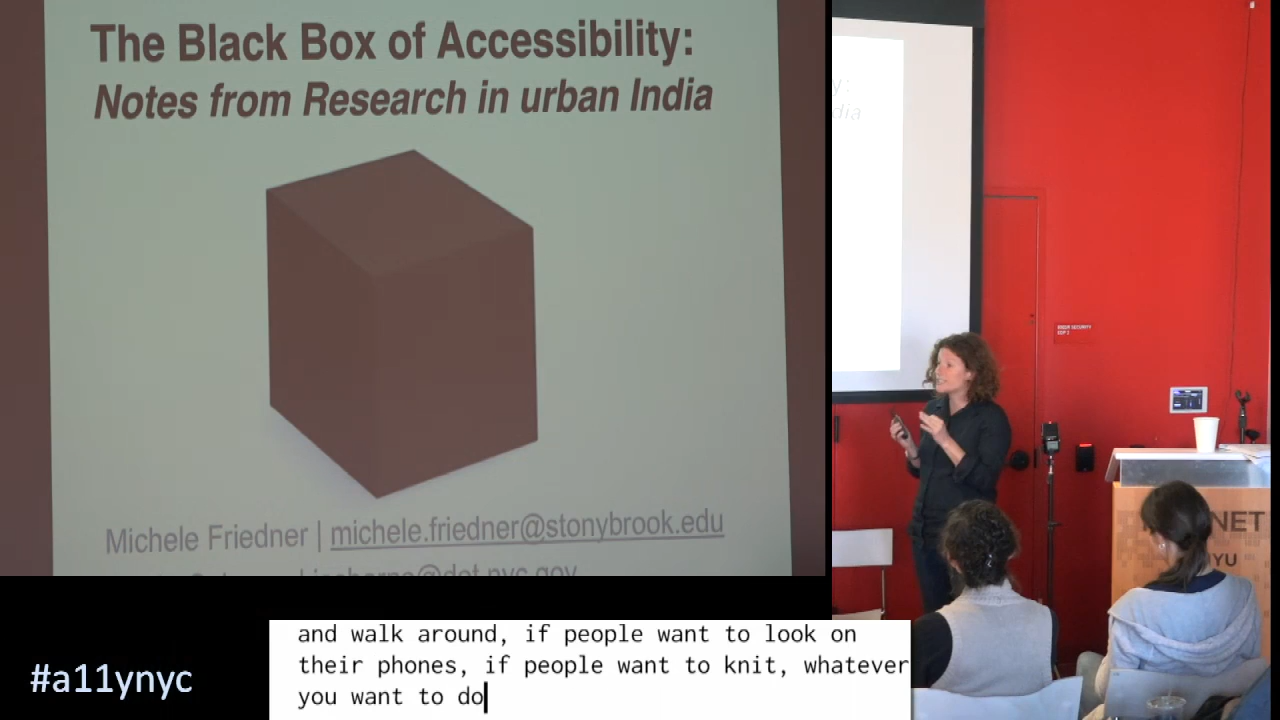 The Black Box of Accessibility:
Notes from Research in urban India
Michele Friedner | michele.friedner@stonybrook.edu
and walk around, if people want to look on
their phones, if people want to knit, whatever
you want to do
#a11ynyc
NET
YU